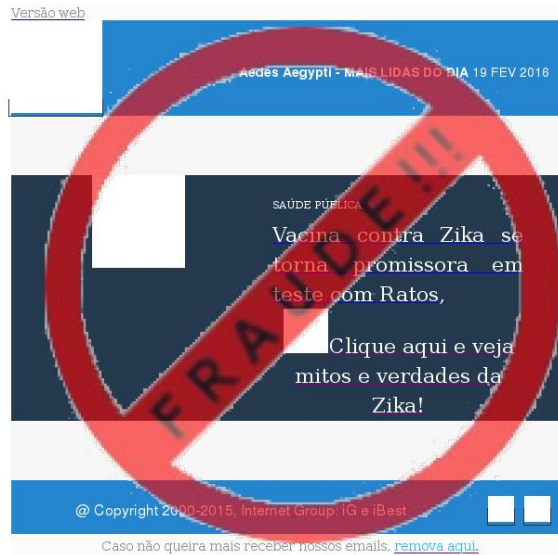 Versão web
Aedes Aegypti - MAIS LIDAS DO DIA 19 FEV 2016
SAÚDE PÚBLICA
Vacina contra Zika se
torna promissora em
teste com Ratos,
Clique aqui e veja
mitos e verdades da
Zika!
FRAUDE!!!
@ Copyright 2000-2015, Internet Group: iG e iBest
Caso não queira mais receber nossos emails, remova aqui.